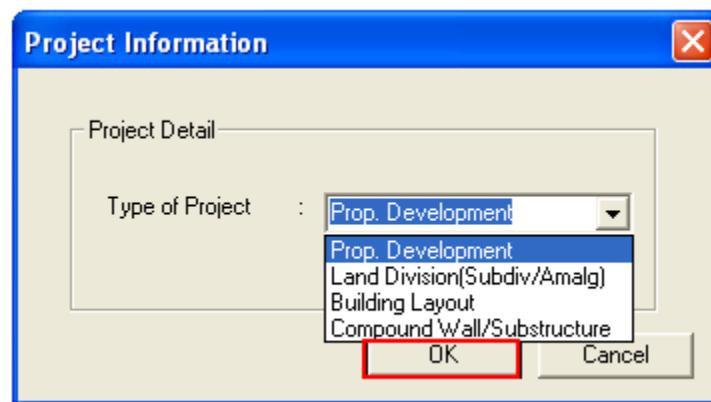 Project Information
Project Detail
Type of Project : Prop. Development
Prop. Development
Land Division(Subdiv/Amalg)
Building Layout
Compound Wall/Substructure
OK Cancel